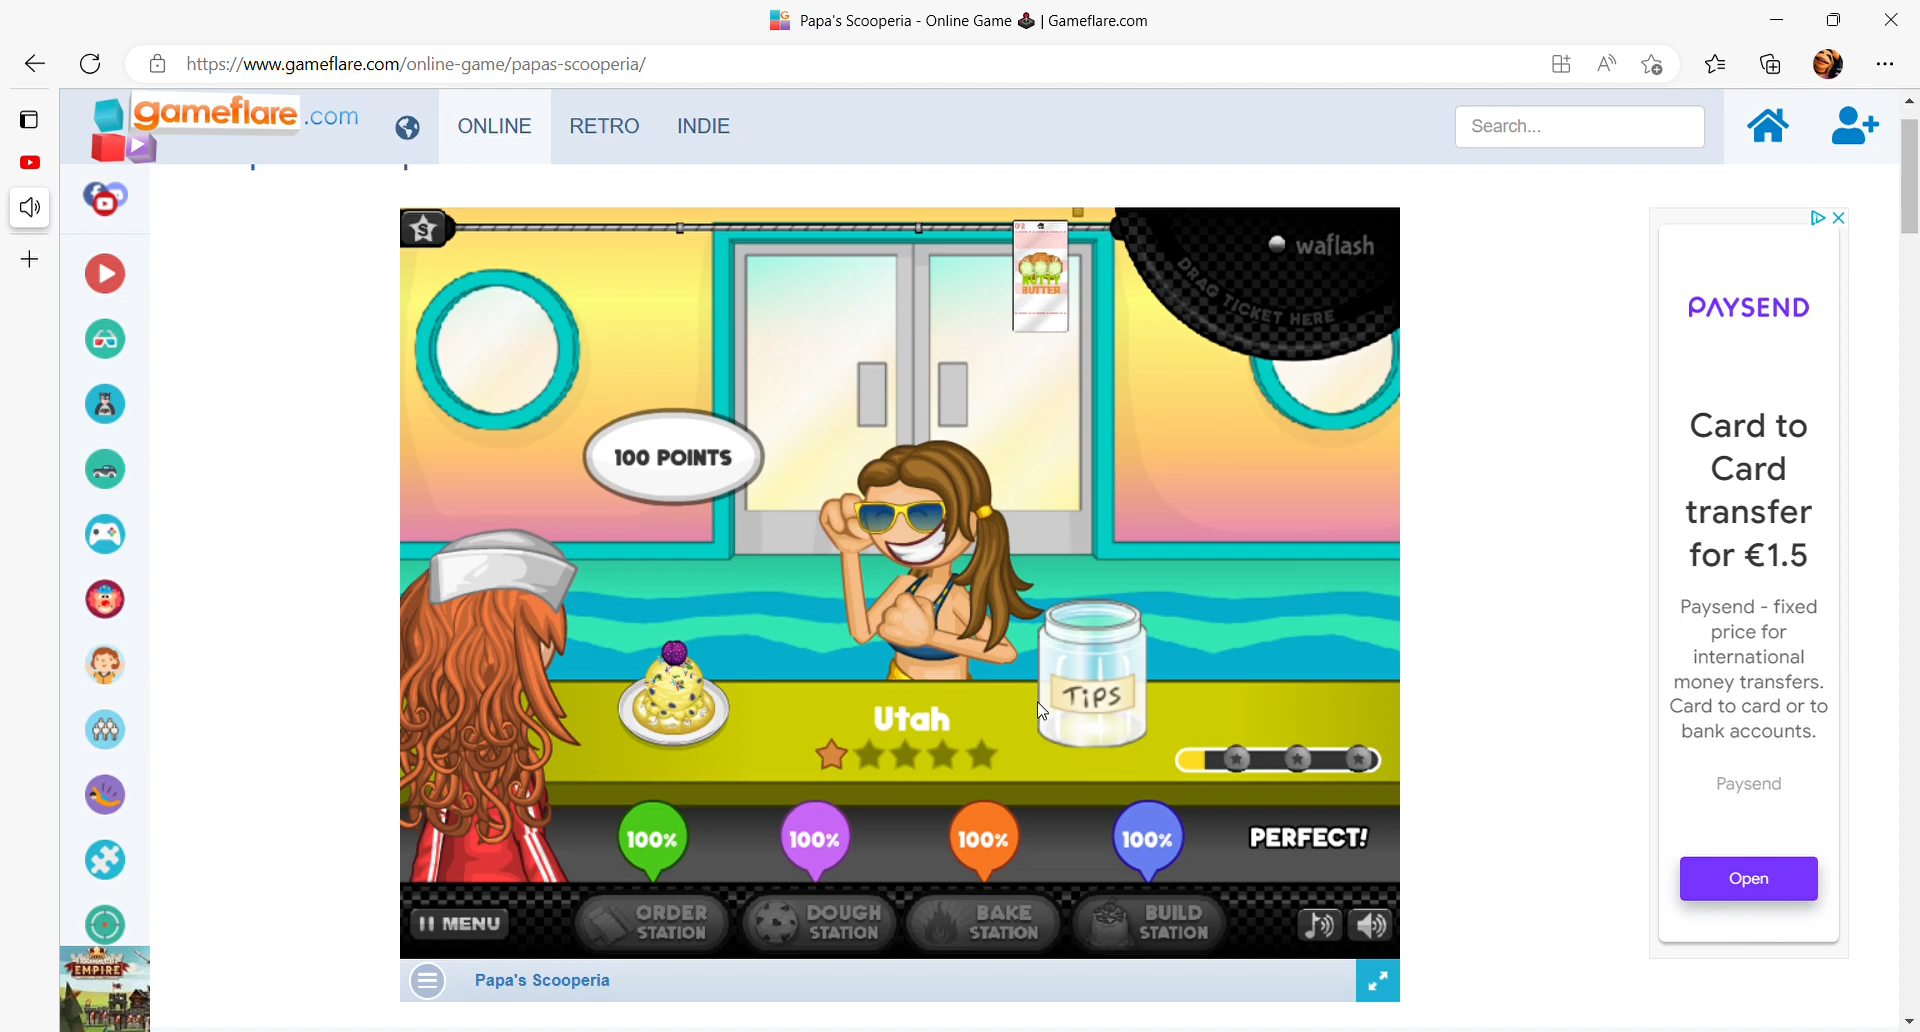 Papa's Scooperia - Online Game 🕹️ | Gameflare.com
https://www.gameflare.com/online-game/papas-scooperia/
gameflare.com
ONLINE
RETRO
INDIE
Search...
S
waflash
DRAG TICKET HERE
NUTTY
BUTTER
100 POINTS
TiPS
Utah
100%
100%
100%
100%
PERFECT!
MENU
ORDER
STATION
DOUGH
STATION
BAKE
STATION
BUILD
STATION
Papa's Scooperia
PAYSEND
Card to
Card
transfer
for €1.5
Paysend - fixed
price for
international
money transfers.
Card to card or to
bank accounts.
Paysend
Open
EMPIRE